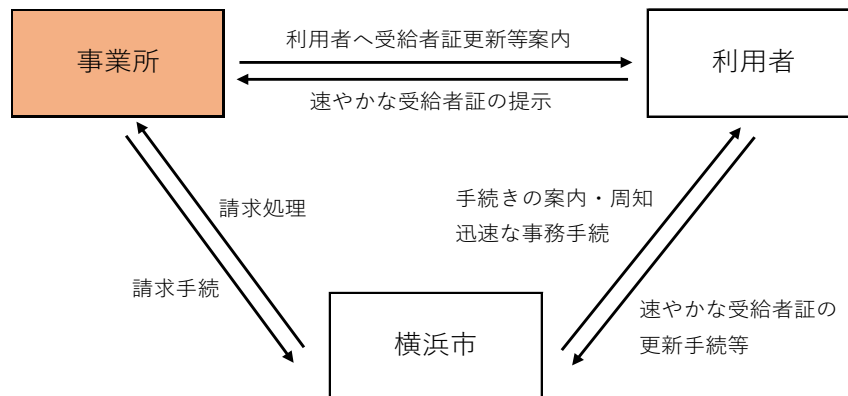 事業所
利用者へ受給者証更新等案内
利用者
速やかな受給者証の提示
請求処理
手続きの案内・周知
迅速な事務手続
請求手続
横浜市
速やかな受給者証の
更新手続等